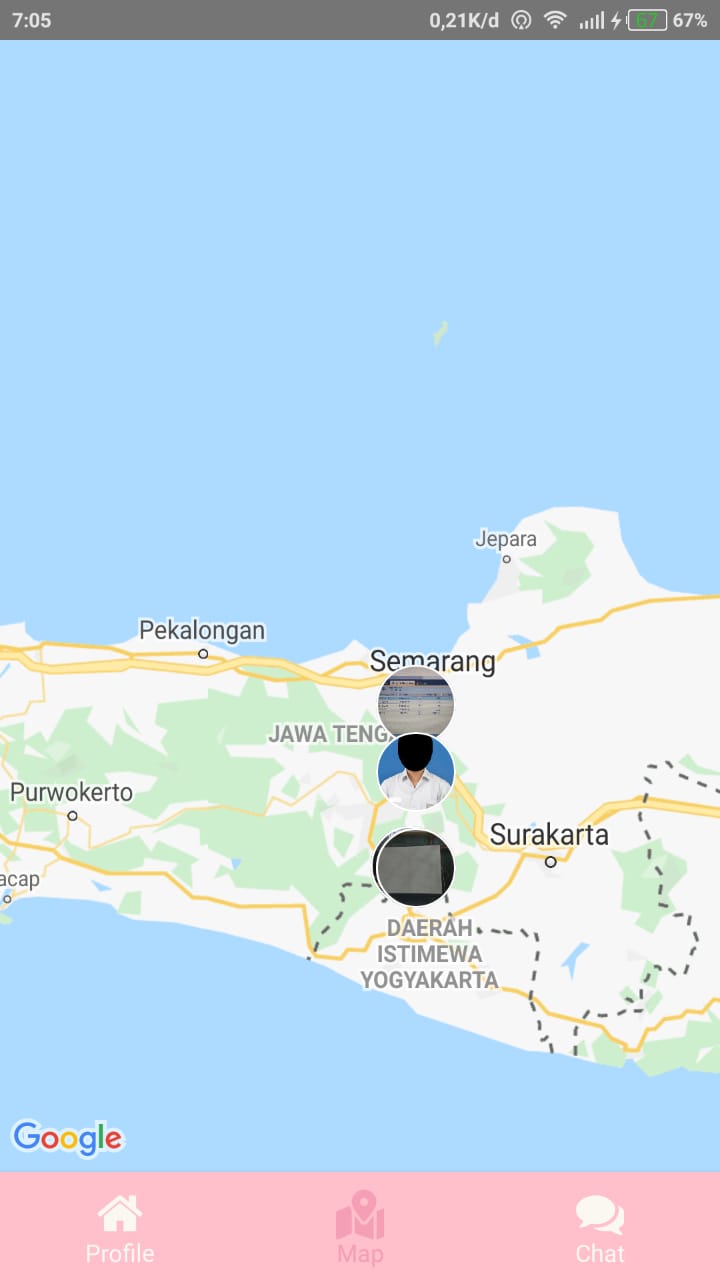 7:05 0,21K/d 67 67%
Jepara
Pekalongan
Semarang
JAWA TENG
Purwokerto
Surakarta
acap
DAERAH
ISTIMEWA
YOGYAKARTA
Google
Profile Map Chat